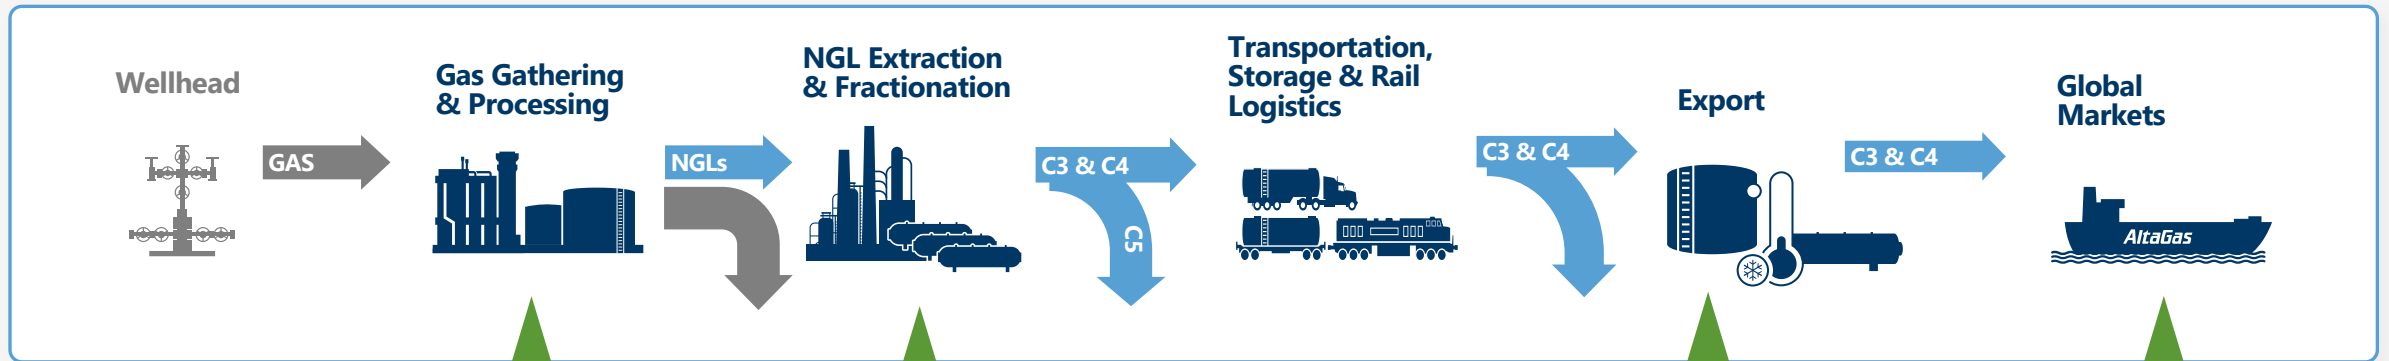 Wellhead
GAS
Gas Gathering
& Processing
NGLs
NGL Extraction
& Fractionation
C3 & C4
C5
Transportation,
Storage & Rail
Logistics
C3 & C4
Export
C3 & C4
Global
Markets
AltaGas